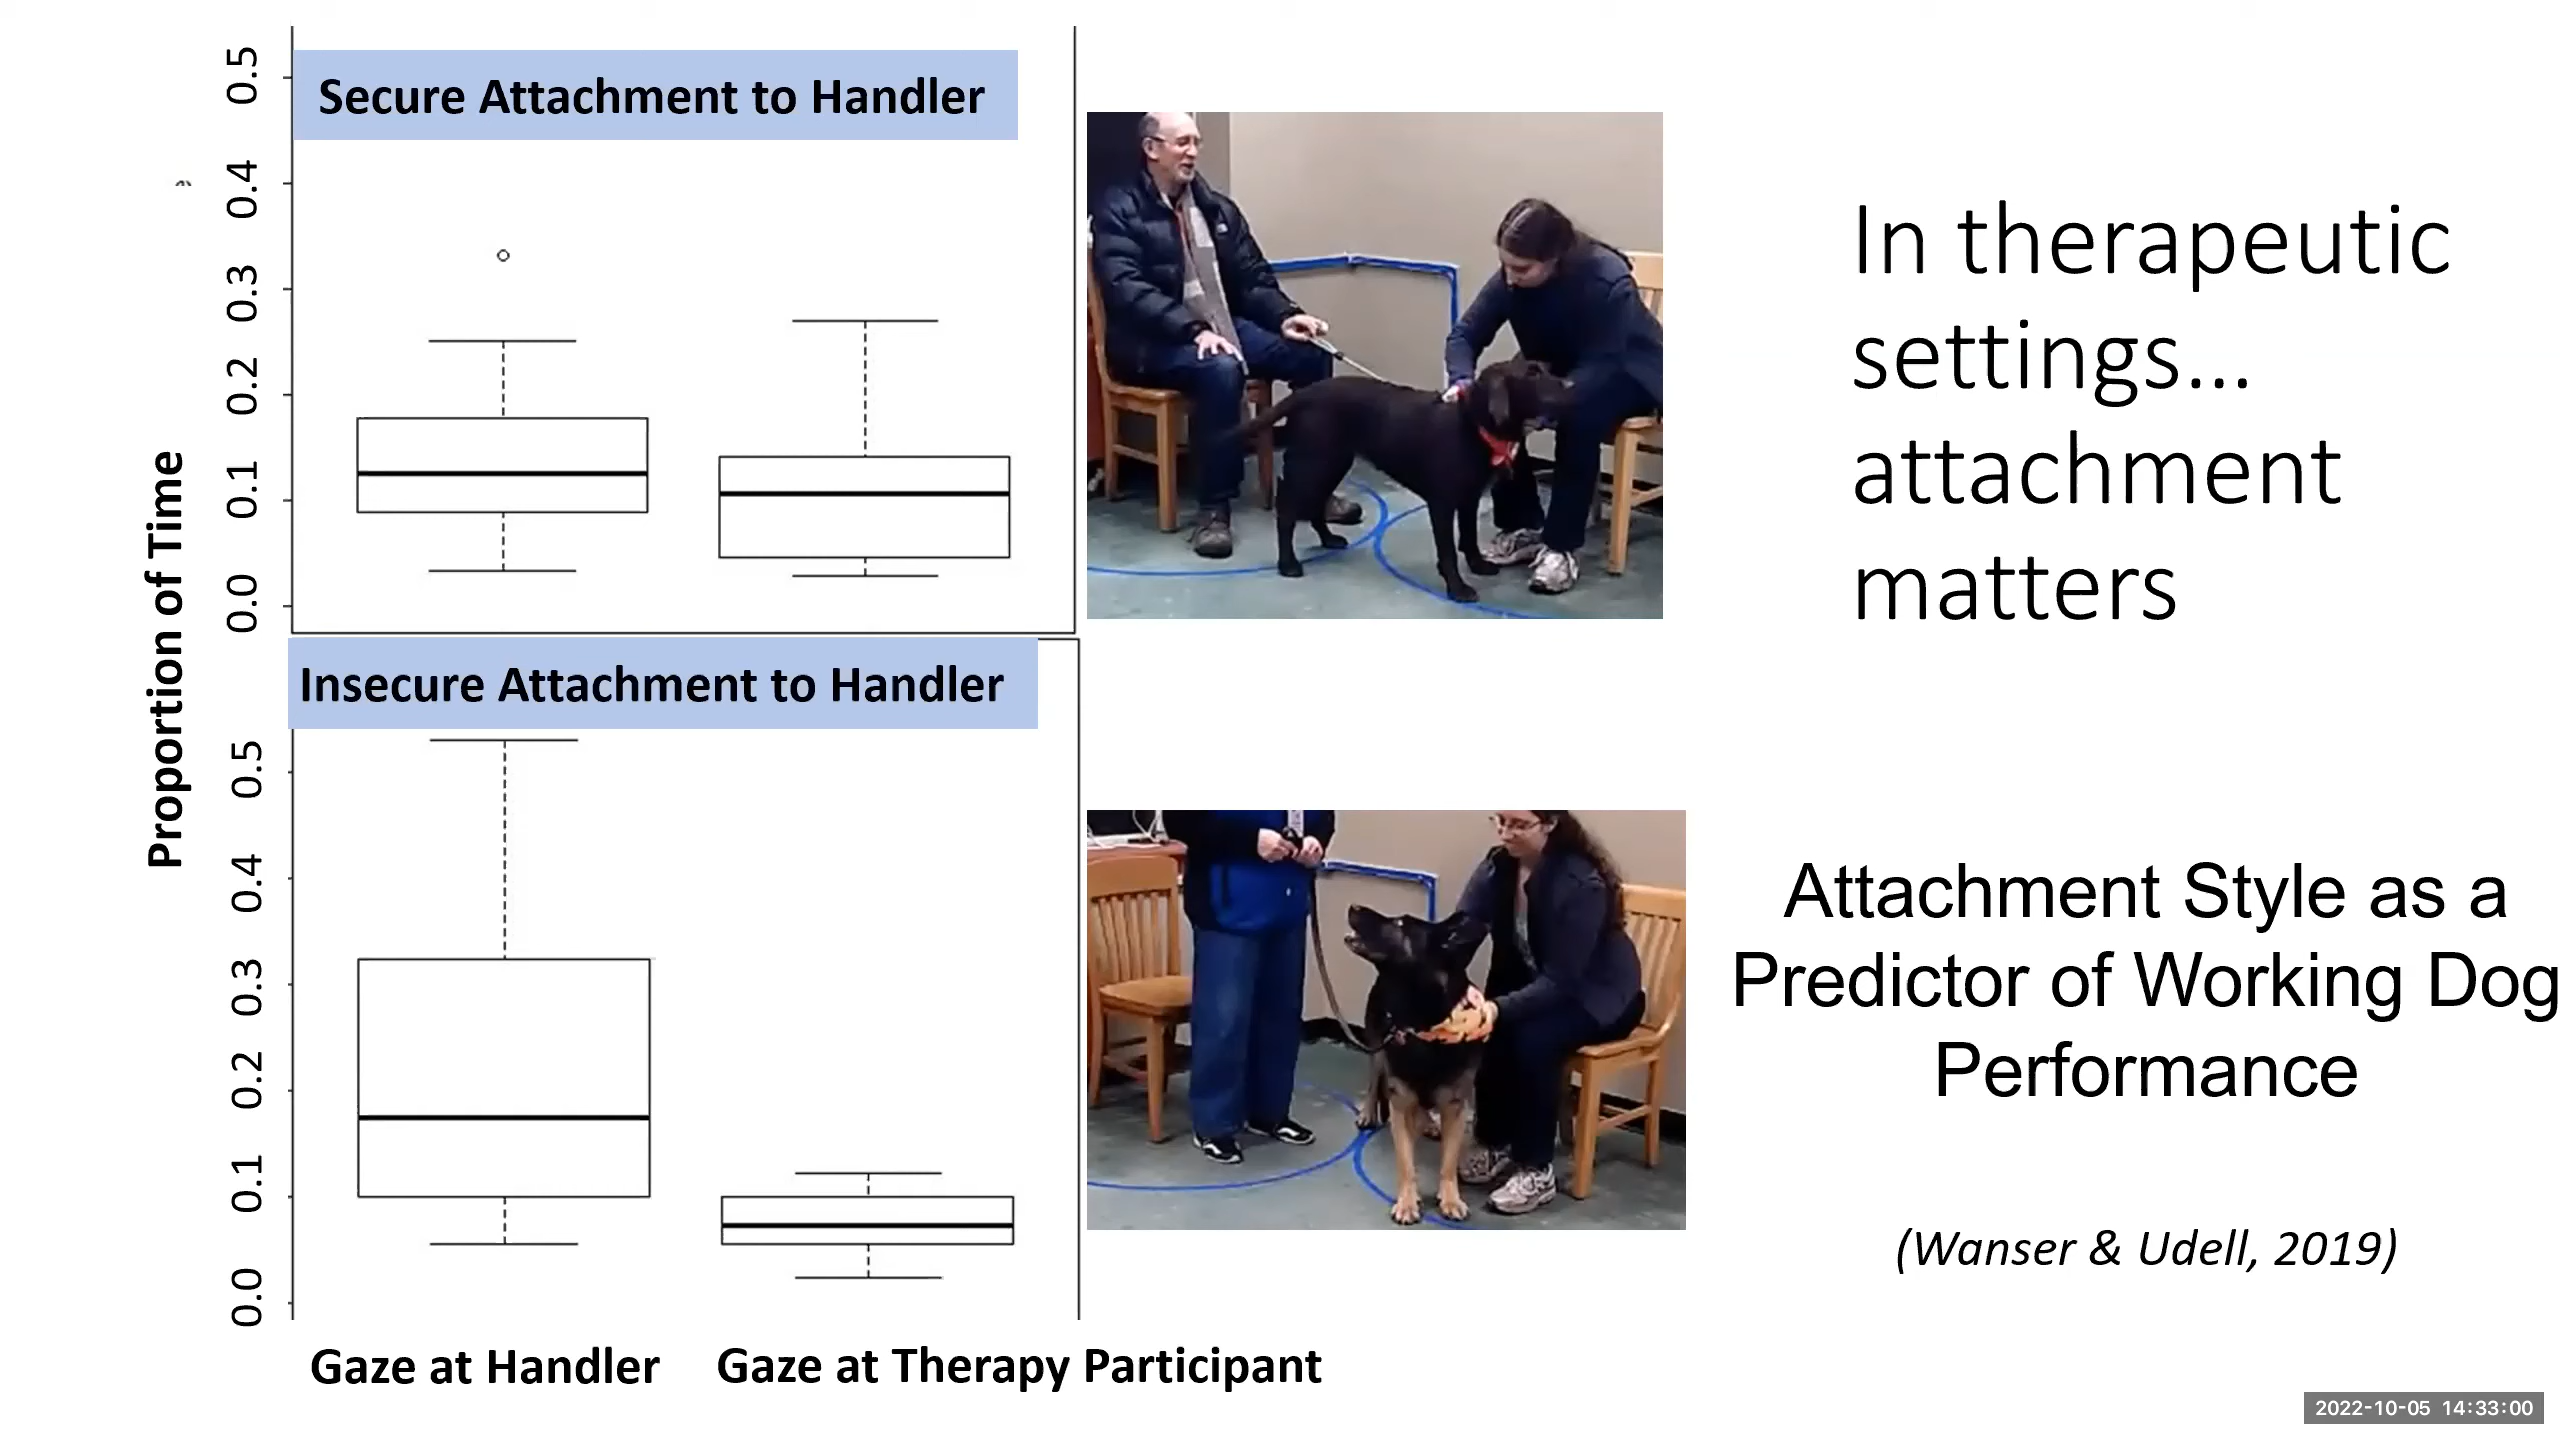 Secure Attachment to Handler
0.5
0.4
0.3
0.2
0.1
0.0
Proportion of Time
Insecure Attachment to Handler
0.5
0.4
0.3
0.2
0.1
0.0
Gaze at Handler
Gaze at Therapy Participant
In therapeutic
settings...
attachment
matters
Attachment Style as a
Predictor of Working Dog
Performance
(Wanser & Udell, 2019)
2022-10-05 14:33:00